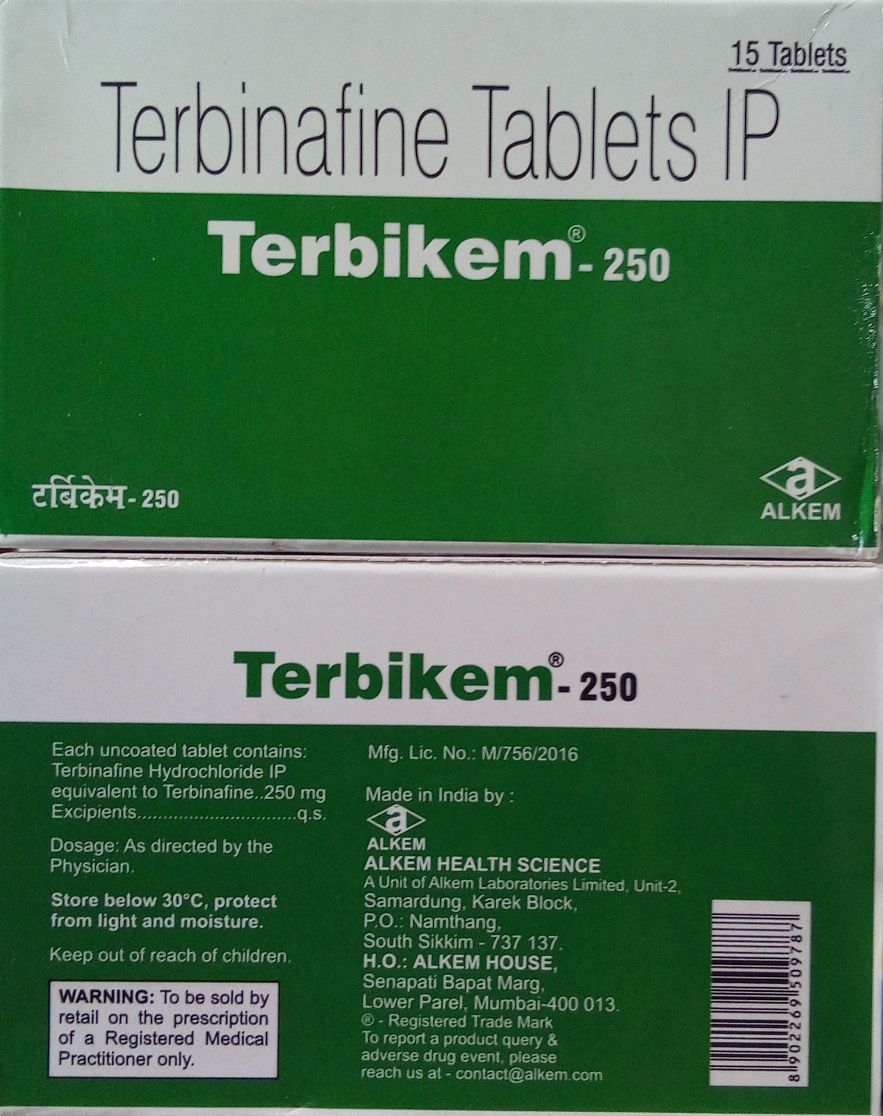 15 Tablets
Terbinafine Tablets IP
Terbikem®- 250
टर्बिकेम - 250
a
ALKEM
Terbikem®- 250
Each uncoated tablet contains:
Terbinafine Hydrochloride IP
equivalent to Terbinafine..250 mg
Excipients................................q.s.
Dosage: As directed by the
Physician.
Store below 30°C, protect
from light and moisture.
Keep out of reach of children.
WARNING: To be sold by
retail on the prescription
of a Registered Medical
Practitioner only.
Mfg. Lic. No.: M/756/2016
Made in India by :
a
ALKEM
ALKEM HEALTH SCIENCE
A Unit of Alkem Laboratories Limited, Unit-2,
Samardung, Karek Block,
P.O.: Namthang,
South Sikkim - 737 137.
H.O.: ALKEM HOUSE,
Senapati Bapat Marg,
Lower Parel, Mumbai-400 013.
® - Registered Trade Mark
To report a product query &
adverse drug event, please
reach us at - contact@alkem.com
8 902269 509787